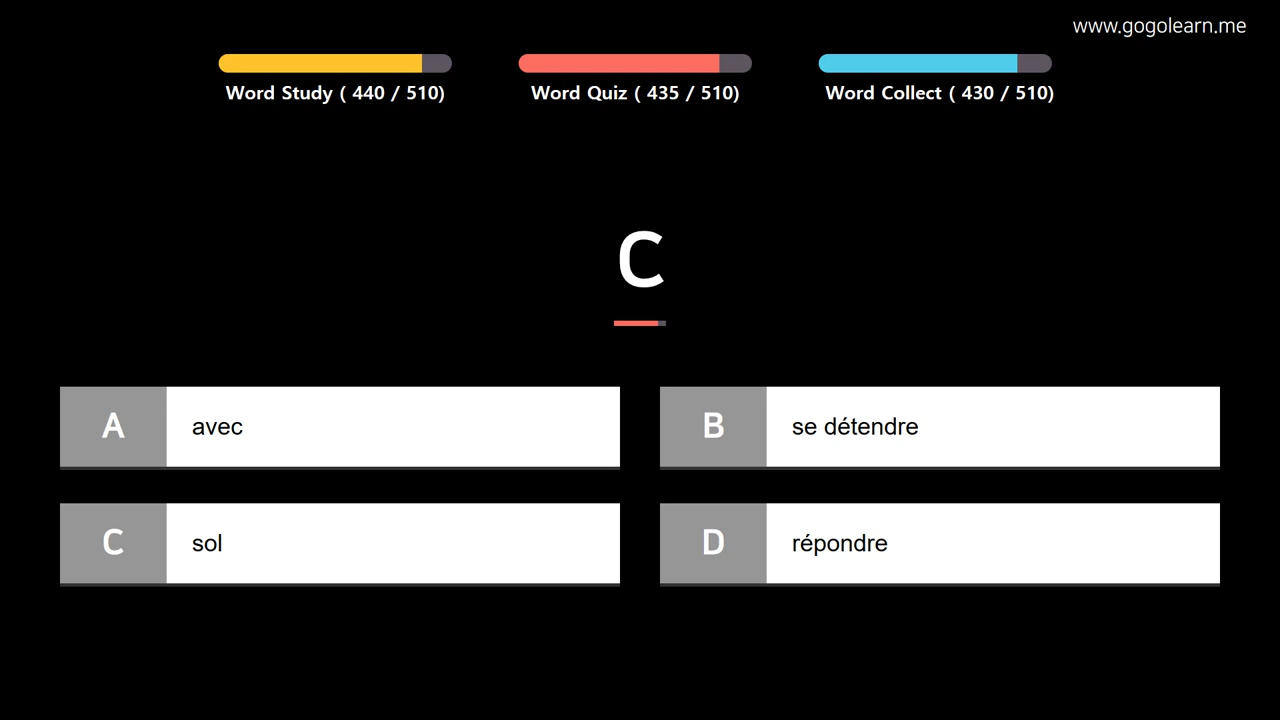 www.gogolearn.me
Word Study ( 440 / 510)
Word Quiz ( 435 / 510)
Word Collect ( 430 / 510)
C
A avec
B se détendre
C sol
D répondre